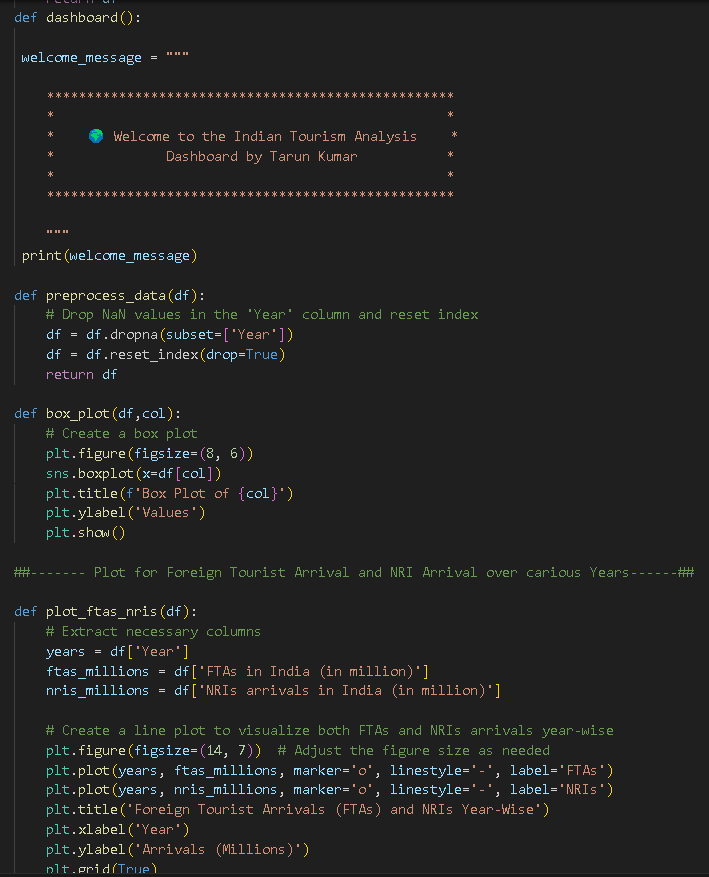 return df
def dashboard():
welcome_message = """
***************************************************
*                                                 *
*    🌍 Welcome to the Indian Tourism Analysis    *
*              Dashboard by Tarun Kumar           *
*                                                 *
***************************************************
"""
print(welcome_message)
def preprocess_data(df):
# Drop NaN values in the 'Year' column and reset index
df = df.dropna(subset=['Year'])
df = df.reset_index(drop=True)
return df
def box_plot(df,col):
# Create a box plot
plt.figure(figsize=(8, 6))
sns.boxplot(x=df[col])
plt.title(f'Box Plot of {col}')
plt.ylabel('Values')
plt.show()
##------- Plot for Foreign Tourist Arrival and NRI Arrival over carious Years------##
def plot_ftas_nris(df):
# Extract necessary columns
years = df['Year']
ftas_millions = df['FTAs in India (in million)']
nris_millions = df['NRIs arrivals in India (in million)']
# Create a line plot to visualize both FTAs and NRIs arrivals year-wise
plt.figure(figsize=(14, 7))  # Adjust the figure size as needed
plt.plot(years, ftas_millions, marker='o', linestyle='-', label='FTAs')
plt.plot(years, nris_millions, marker='o', linestyle='-', label='NRIs')
plt.title('Foreign Tourist Arrivals (FTAs) and NRIs Year-Wise')
plt.xlabel('Year')
plt.ylabel('Arrivals (Millions)')
plt.grid(True)